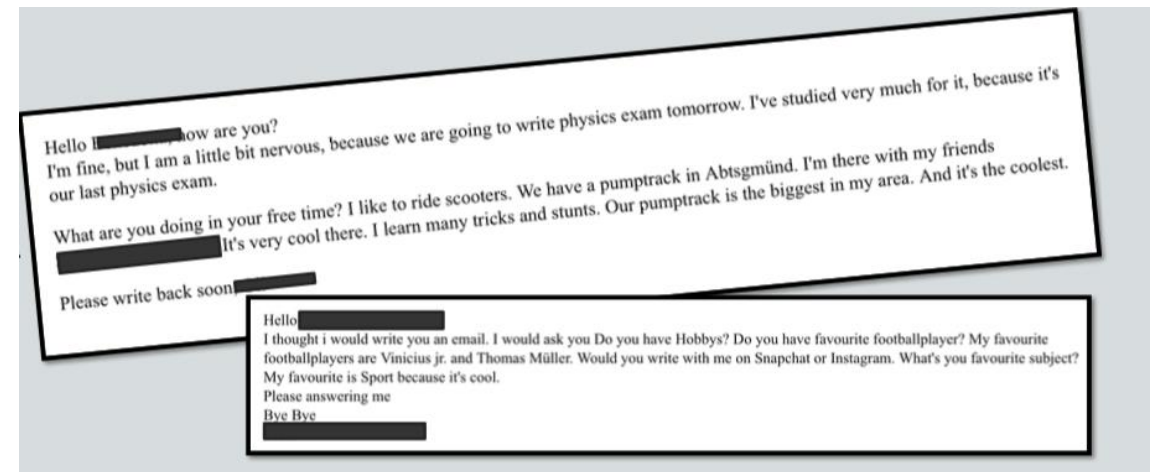 Hello how are you?
I'm fine, but I am a little bit nervous, because we are going to write physics exam tomorrow. I've studied very much for it, because it's
our last physics exam.
What are you doing in your free time? I like to ride scooters. We have a pumptrack in Abtsgmünd. I'm there with my friends
It's very cool there. I learn many tricks and stunts. Our pumptrack is the biggest in my area. And it's the coolest.
Please write back soon
Hello
I thought i would write you an email. I would ask you Do you have Hobbys? Do you have favourite footballplayer? My favourite
footballplayers are Vinicius jr. and Thomas Müller. Would you write with me on Snapchat or Instagram. What's you favourite subject?
My favourite is Sport because it's cool.
Please answering me
Bye Bye